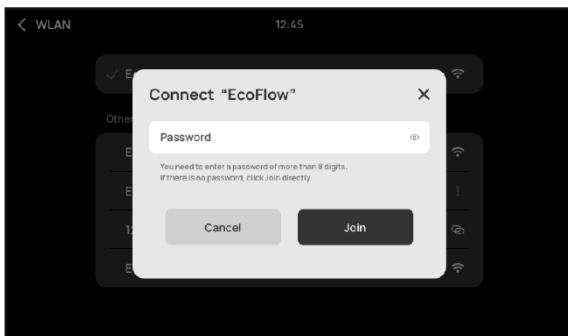 WLAN
12:45
Connect “EcoFlow”
Password
You need to enter a password of more than 8 digits.
If there is no password, click Join directly.
Cancel
Join